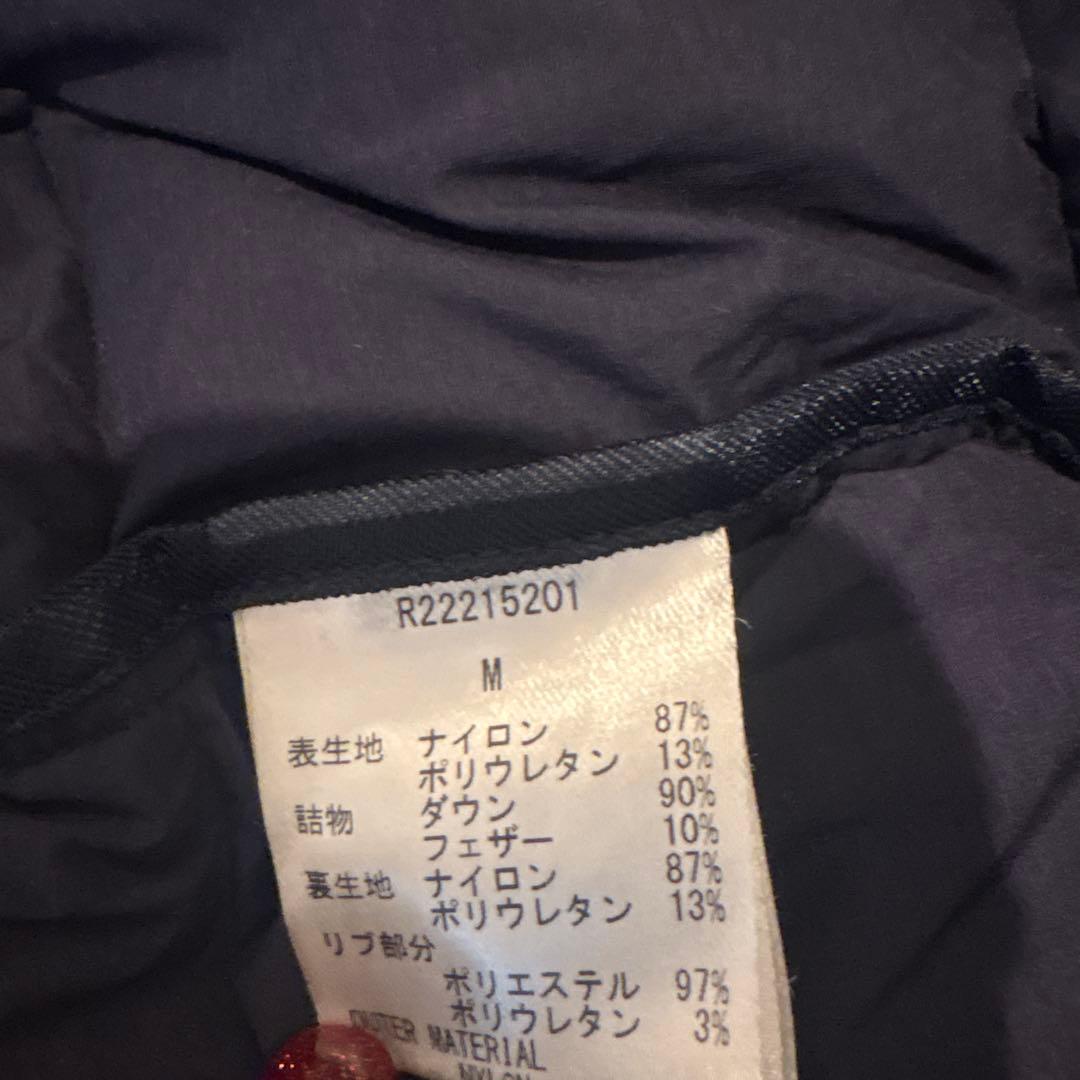 R22215201
M
表生地 ナイロン 87%
ポリウレタン 13%
詰物 ダウン 90%
フェザー 10%
裏生地 ナイロン 87%
ポリウレタン 13%
リブ部分
ポリエステル 97%
ポリウレタン 3%
OUTER MATERIAL
NYLON